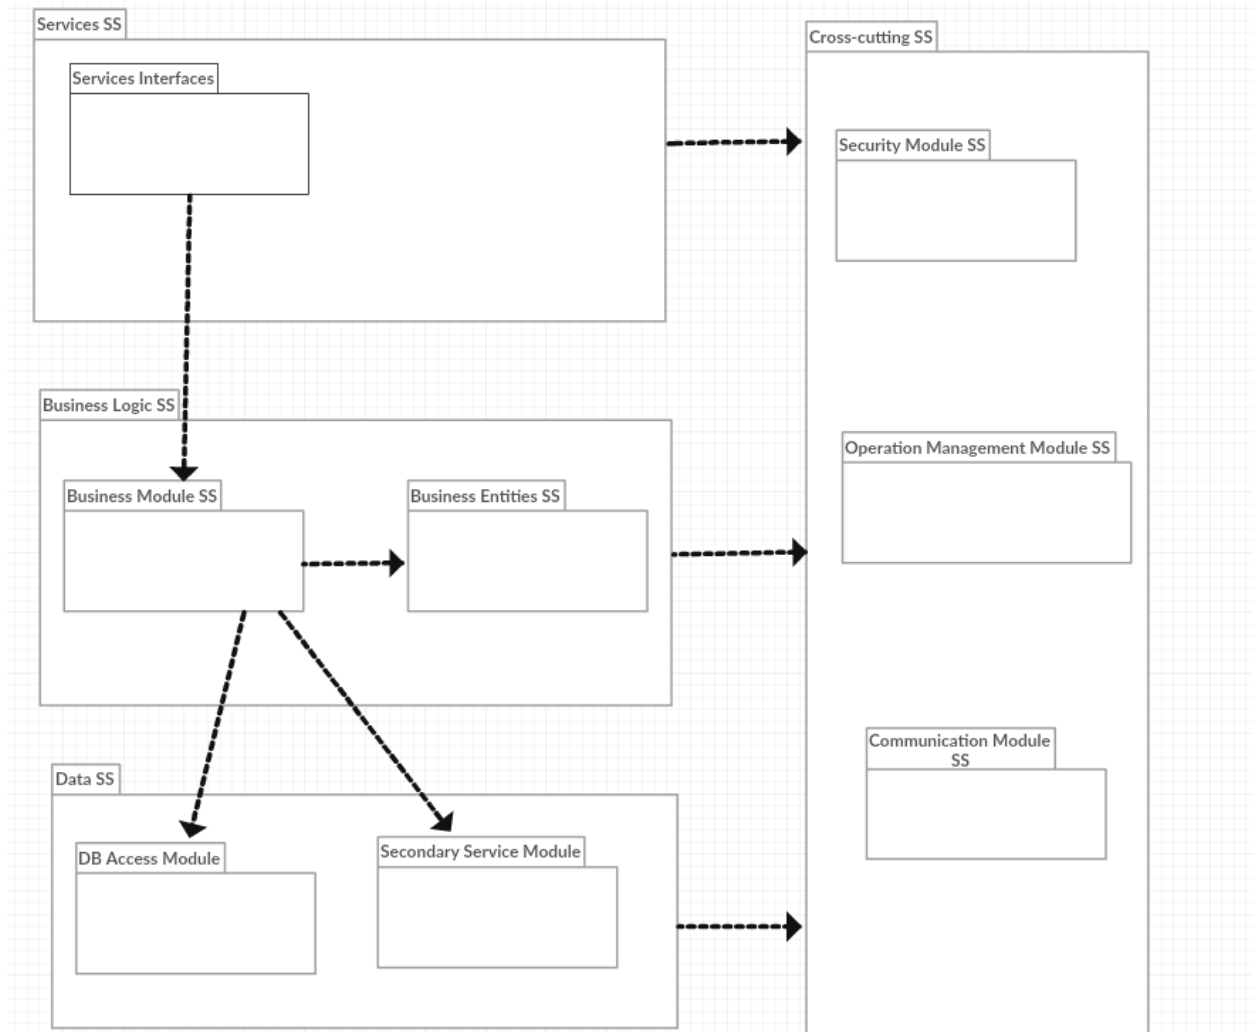 Services SS
Services Interfaces
Cross-cutting SS
Security Module SS
Business Logic SS
Business Module SS
Business Entities SS
Operation Management Module SS
Data SS
DB Access Module
Secondary Service Module
Communication Module
SS